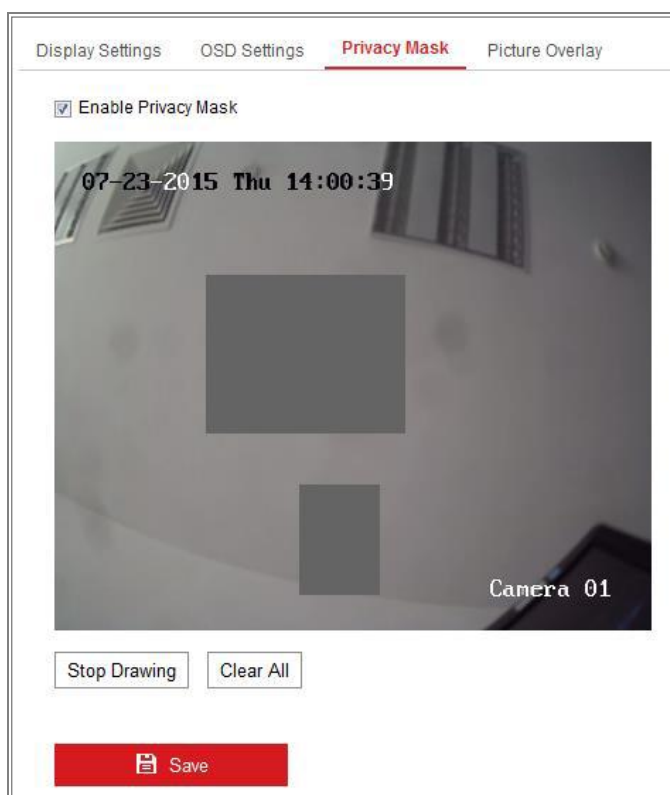 Display Settings OSD Settings Privacy Mask Picture Overlay
Enable Privacy Mask
07-23-2015 Thu 14:00:39
Camera 01
Stop Drawing Clear All
Save